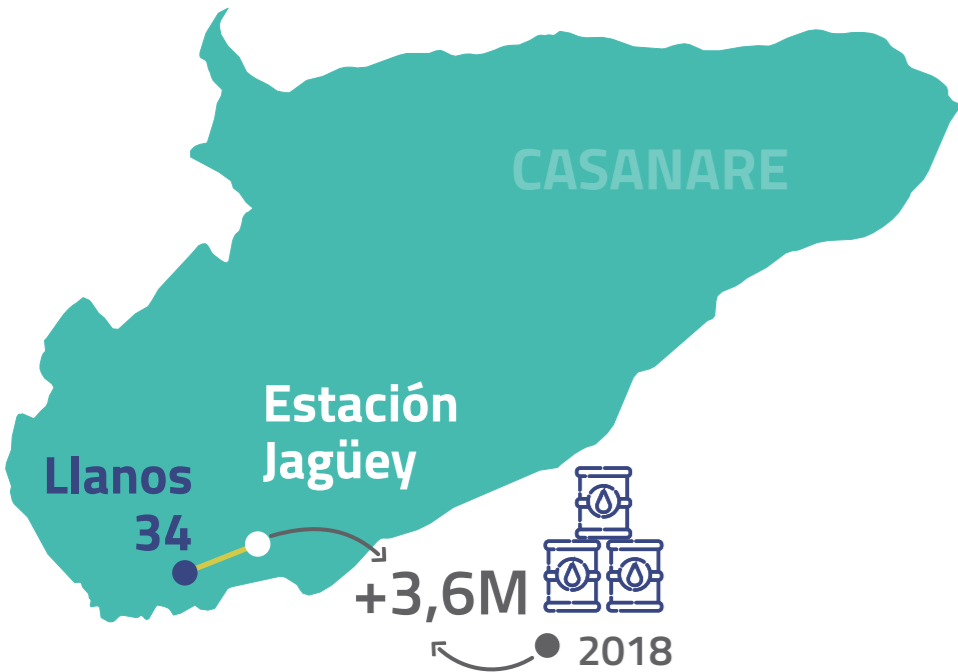 CASANARE
Estación
Jagüey
Llanos
34
+3,6M
2018